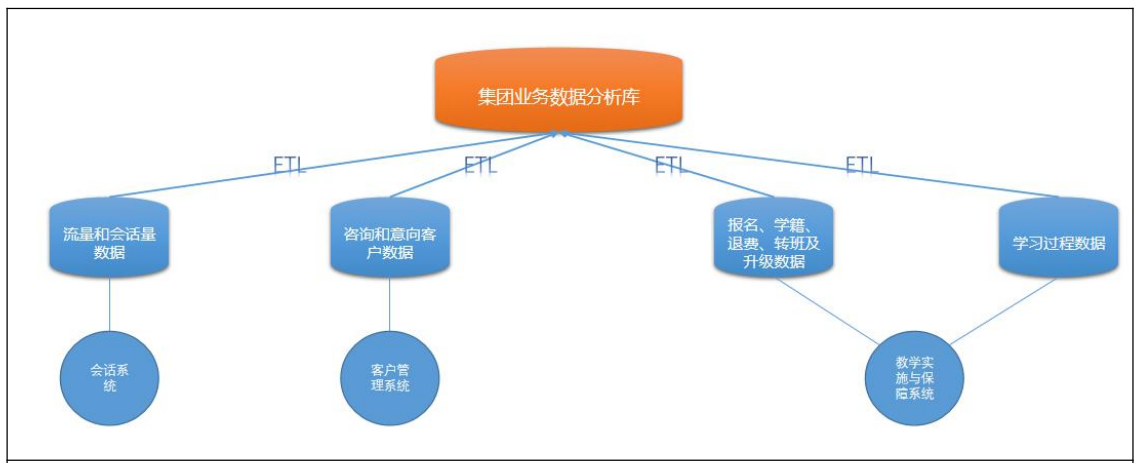 集团业务数据分析库
ETL
ETL
ETL
ETL
流量和会话量
数据
咨询和意向客
户数据
报名、学籍、
退费、转班及
升级数据
学习过程数据
会话系
统
客户管
理系统
教学实
施与保
障系统